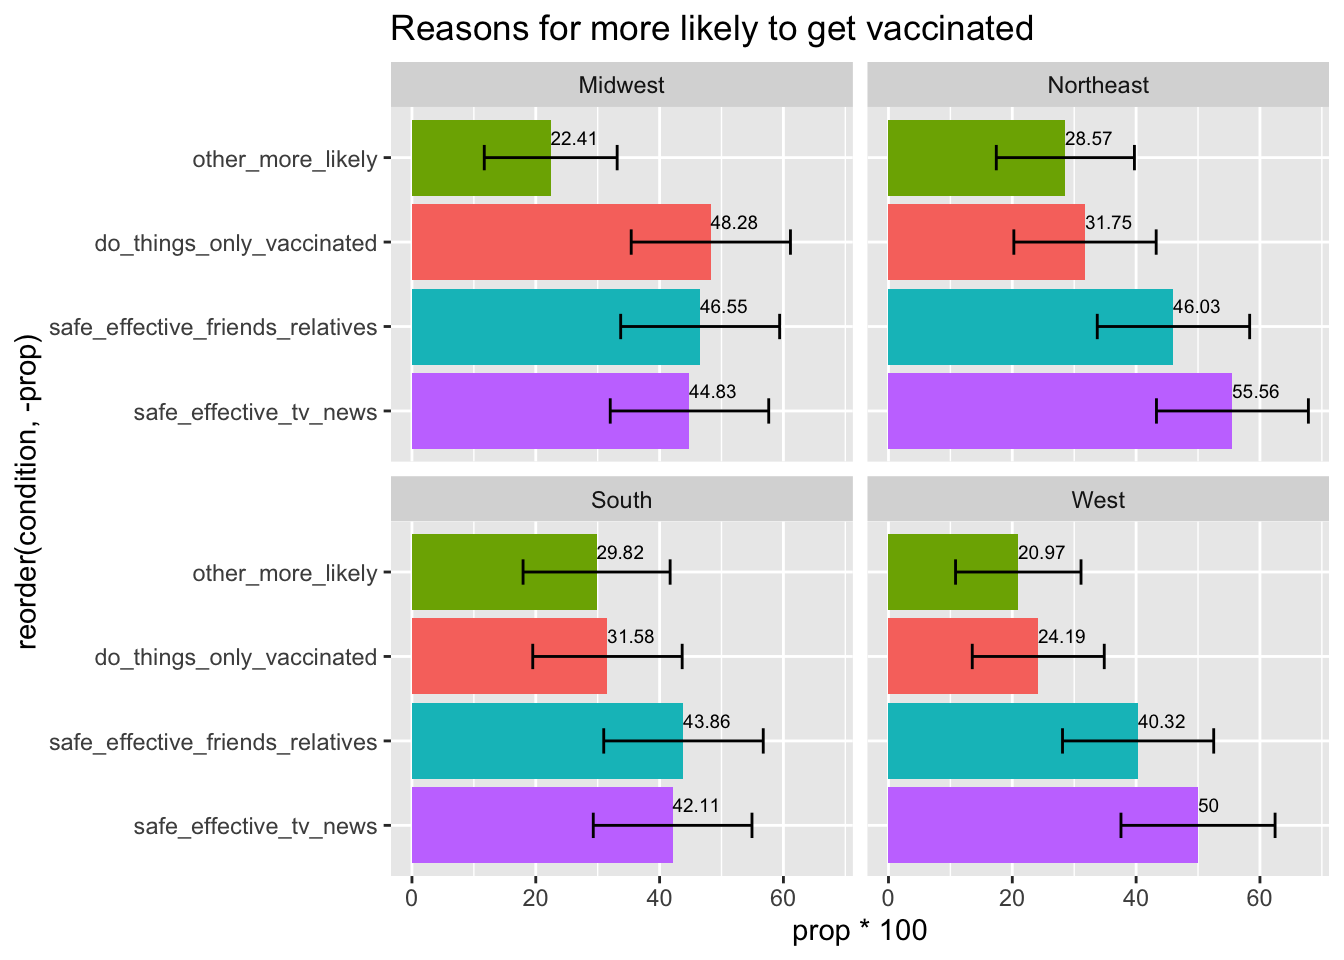 Reasons for more likely to get vaccinated
Midwest
Northeast
other_more_likely
22.41
28.57
do_things_only_vaccinated
48.28
31.75
safe_effective_friends_relatives
46.55
46.03
safe_effective_tv_news
44.83
55.56
South
West
other_more_likely
29.82
20.97
do_things_only_vaccinated
31.58
24.19
safe_effective_friends_relatives
43.86
40.32
safe_effective_tv_news
42.11
50
0 20 40 60
0 20 40 60
prop * 100
reorder(condition, -prop)